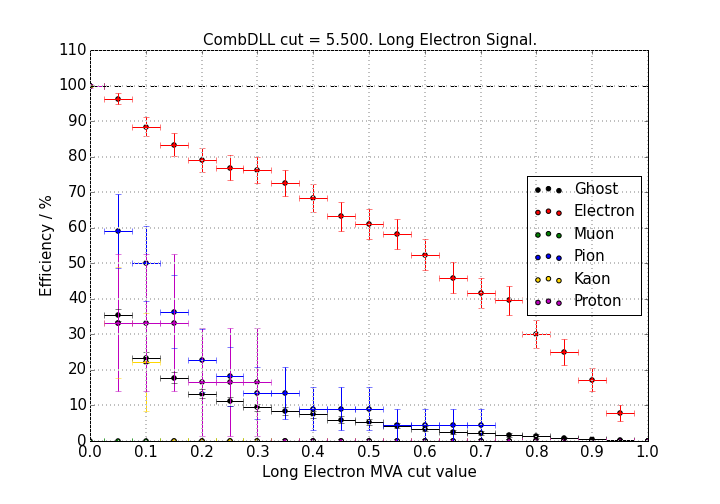 CombDLL cut = 5.500. Long Electron Signal.
110
100
90
80
70
60
50
40
30
20
10
0
Efficiency / %
Ghost
Electron
Muon
Pion
Kaon
Proton
0.0 0.1 0.2 0.3 0.4 0.5 0.6 0.7 0.8 0.9 1.0
Long Electron MVA cut value